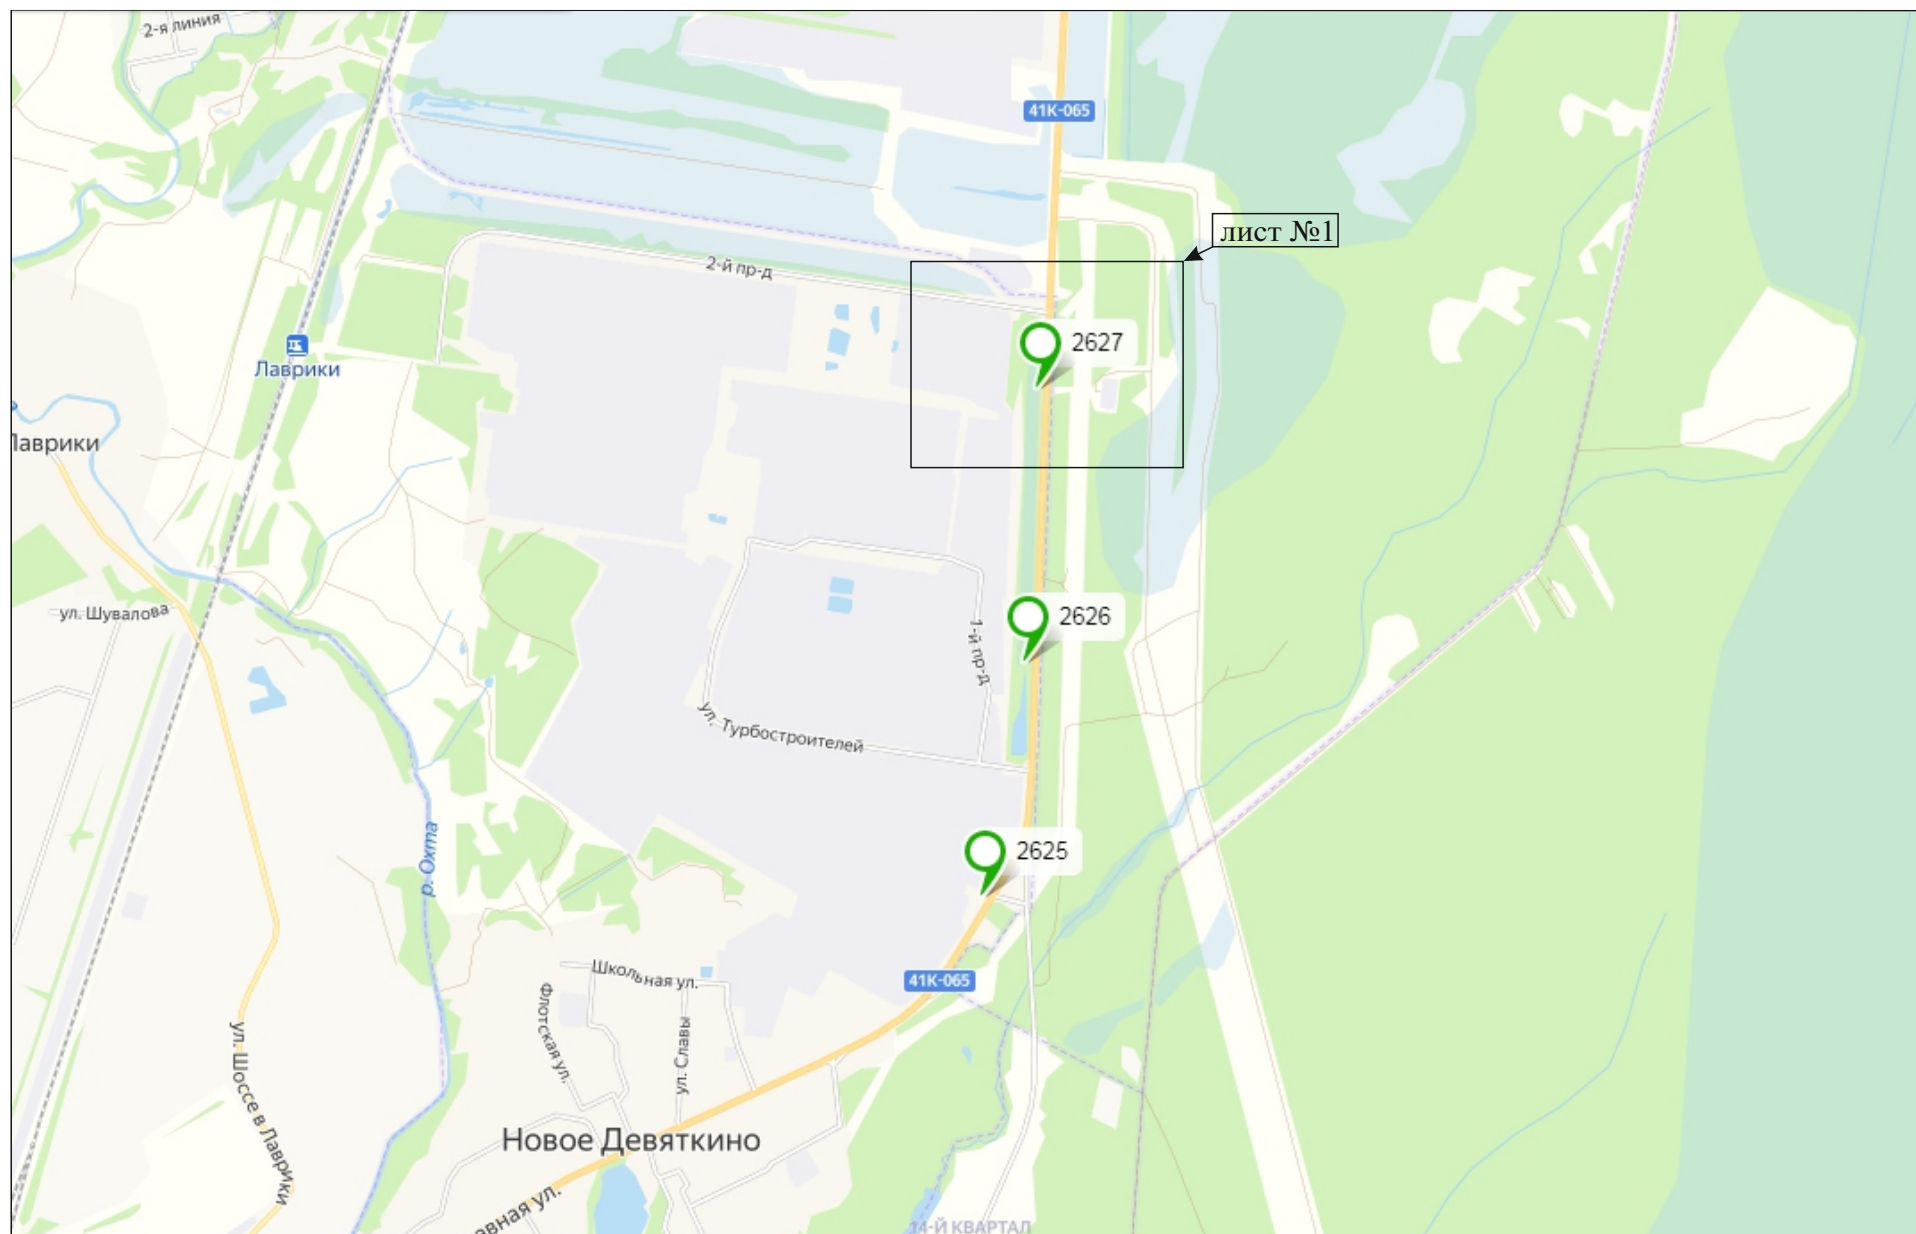 2-я линия
41К-065
лист №1
2-й пр-д
2627
Лаврики
Лаврики
ул. Шувалова
2626
1-й пр-д
ул. Турбостроителей
р. Охта
2625
Школьная ул.
41К-065
Флотская ул.
ул. Славы
ул. Шоссе в Лаврики
Новое Девяткино
авная ул.
14-Й КВАРТАЛ